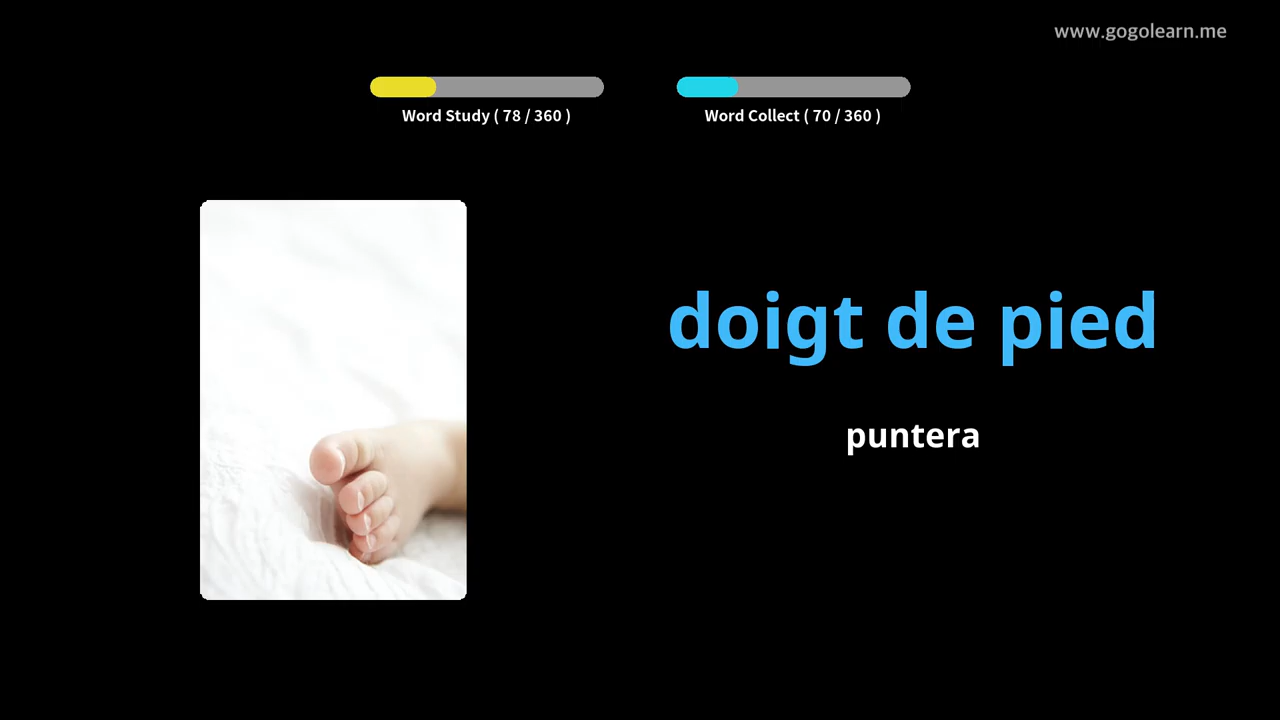 www.gogolearn.me
Word Study ( 78 / 360 )
Word Collect ( 70 / 360 )
doigt de pied
puntera